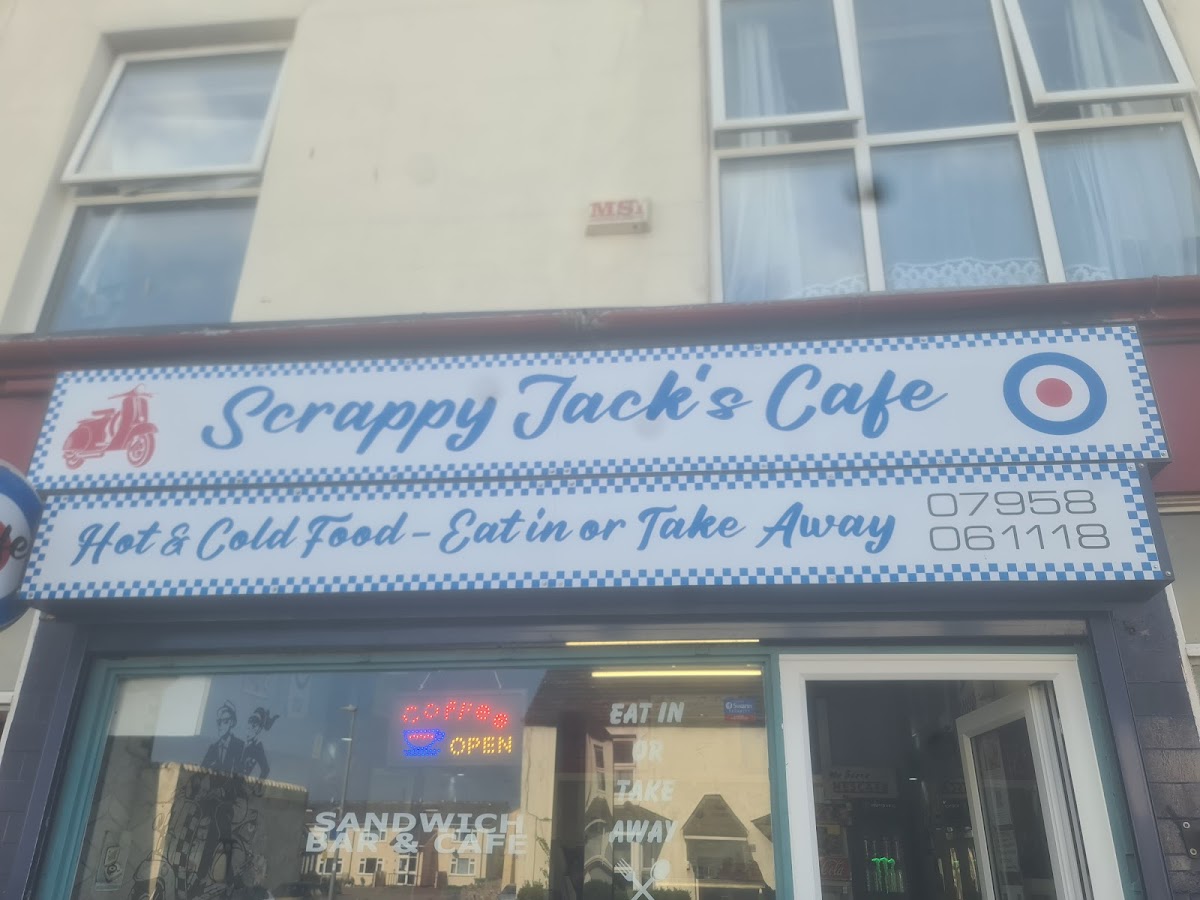 MSi
Scrappy Jack's Cafe
Hot & Cold Food - Eat in or Take Away
07958
061118
COFFee
OPEN
EAT IN
OR
TAKE
AWAY
SANDWICH
BAR & CAFE